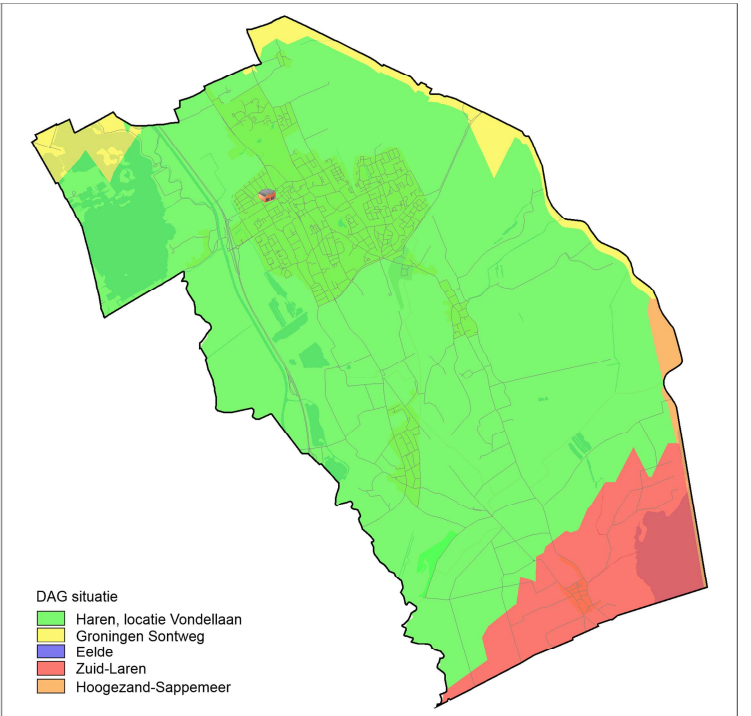 DAG situatie
Haren, locatie Vondellaan
Groningen Sontweg
Eelde
Zuid-Laren
Hoogezand-Sappemeer